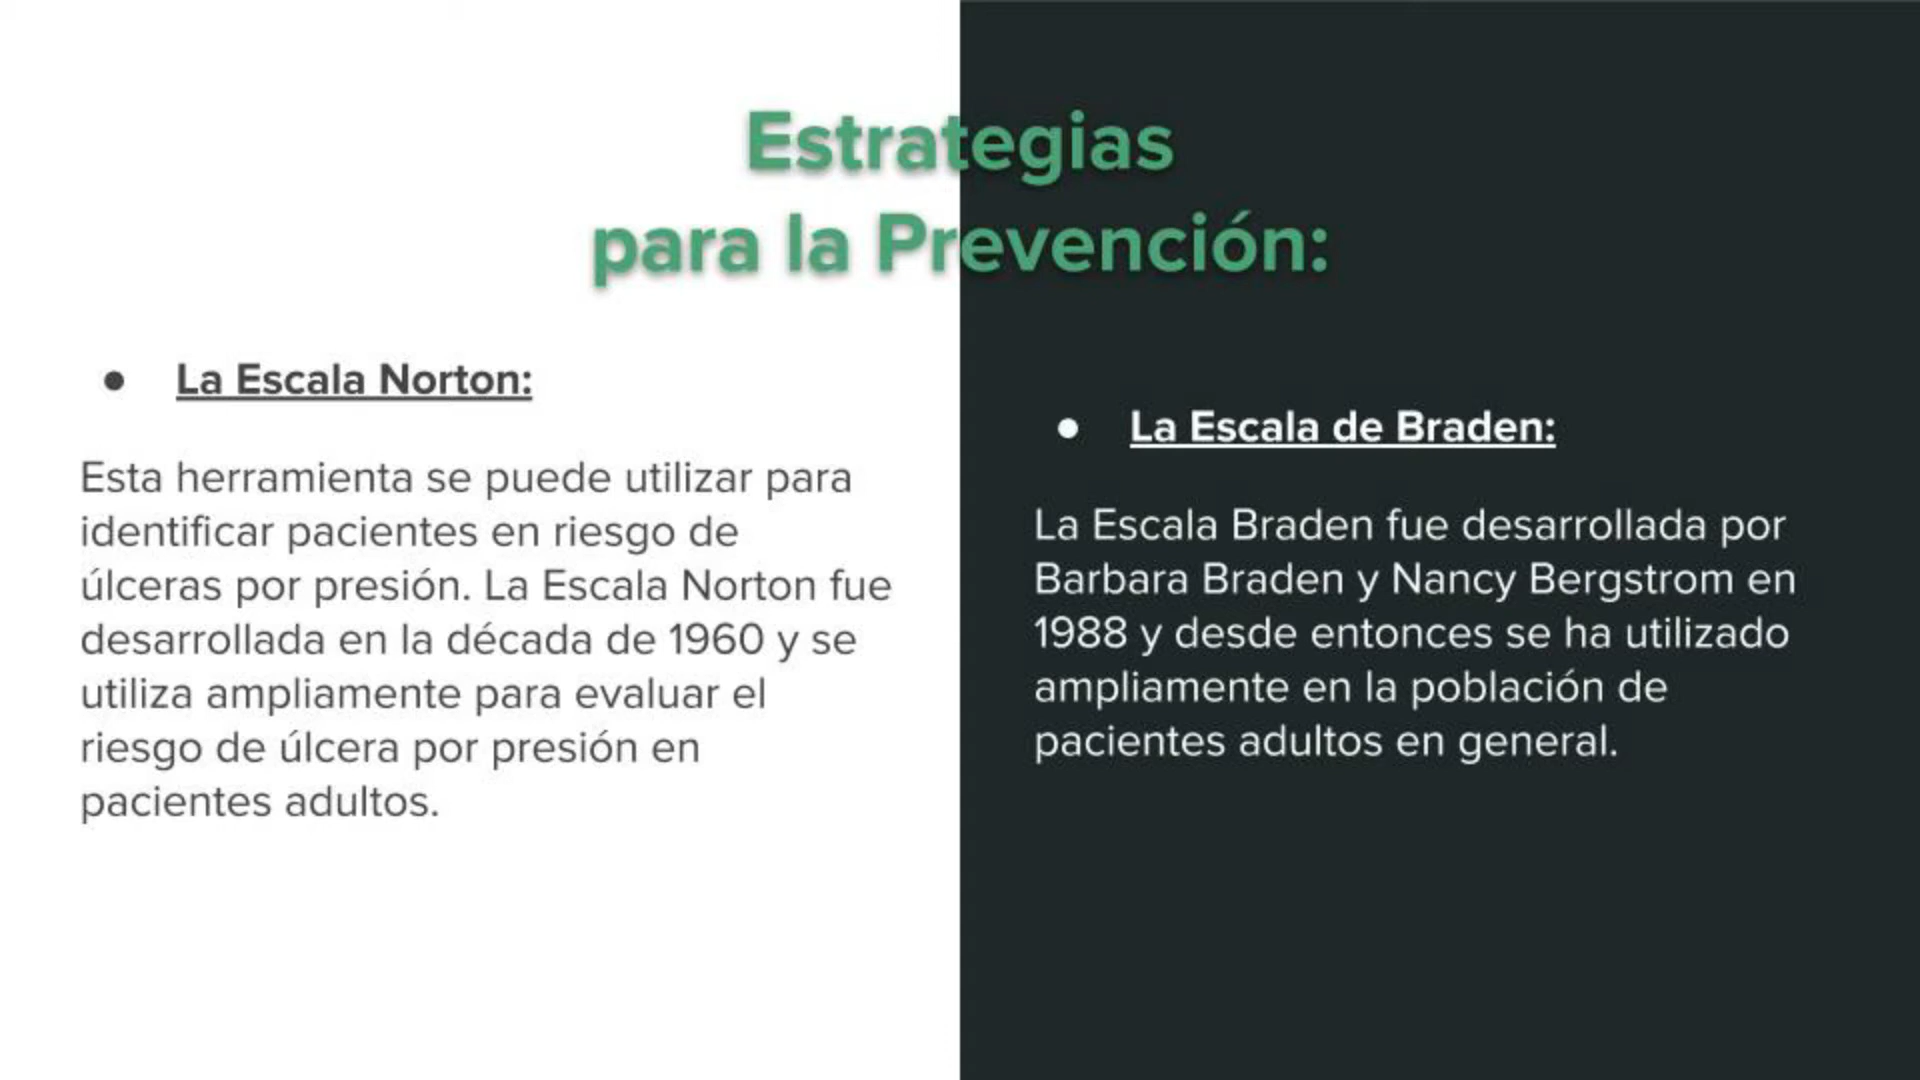 Estrategias
para la Prevención:
● La Escala Norton:
Esta herramienta se puede utilizar para
identificar pacientes en riesgo de
úlceras por presión. La Escala Norton fue
desarrollada en la década de 1960 y se
utiliza ampliamente para evaluar el
riesgo de úlcera por presión en
pacientes adultos.
● La Escala de Braden:
La Escala Braden fue desarrollada por
Barbara Braden y Nancy Bergstrom en
1988 y desde entonces se ha utilizado
ampliamente en la población de
pacientes adultos en general.